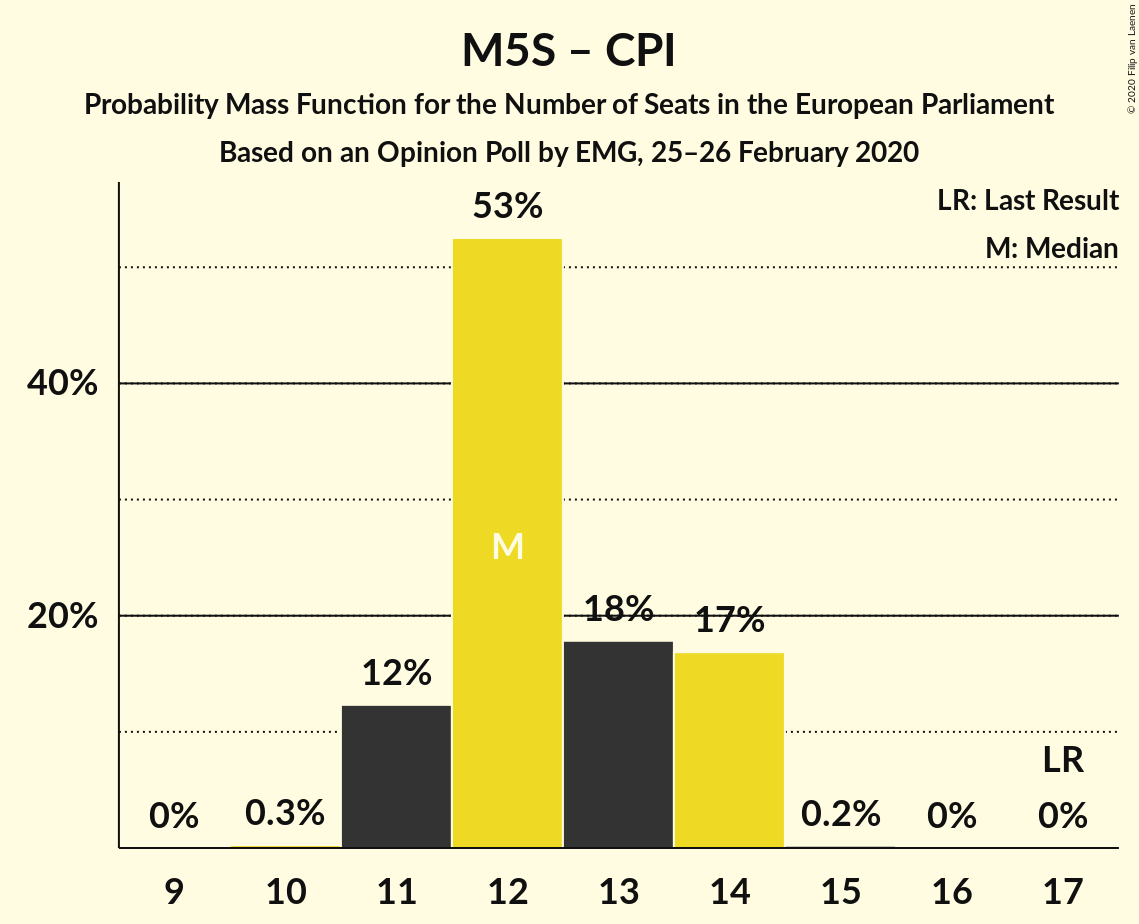 M5S – CPI
Probability Mass Function for the Number of Seats in the European Parliament
Based on an Opinion Poll by EMG, 25–26 February 2020
© 2020 Filip van Laenen
LR: Last Result
M: Median
53%
40%
M
20%
18%
17%
12%
LR
0%
0.3%
0.2%
0%
0%
9 10 11 12 13 14 15 16 17